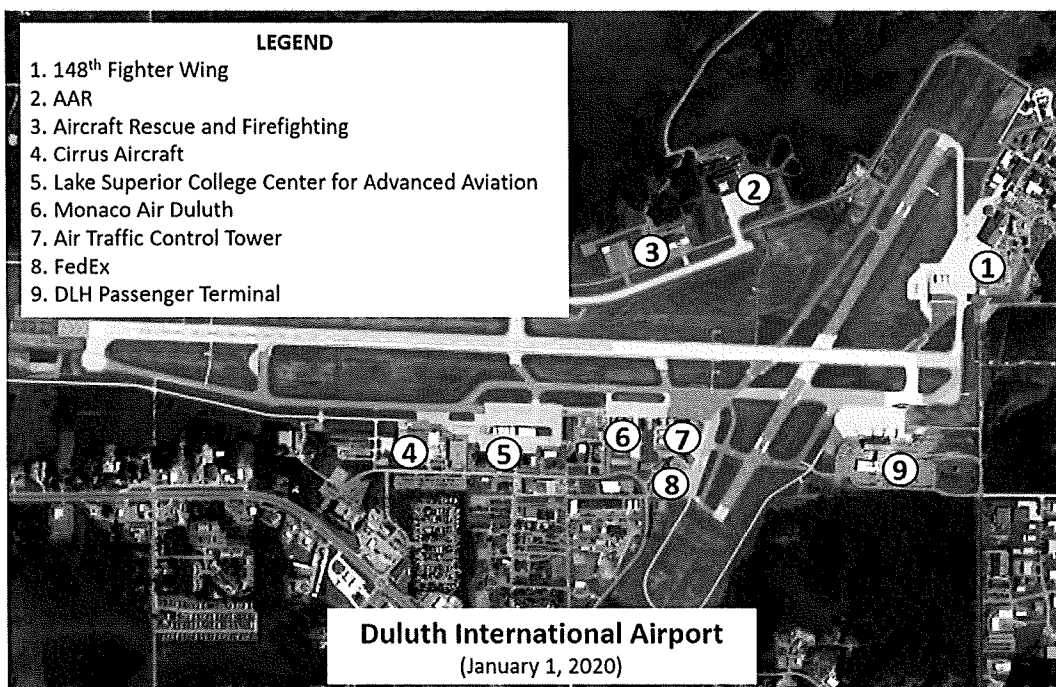 LEGEND
1. 148th Fighter Wing
2. AAR
3. Aircraft Rescue and Firefighting
4. Cirrus Aircraft
5. Lake Superior College Center for Advanced Aviation
6. Monaco Air Duluth
7. Air Traffic Control Tower
8. FedEx
9. DLH Passenger Terminal
2
3
1
4
5
6
7
8
9
Duluth International Airport
(January 1, 2020)